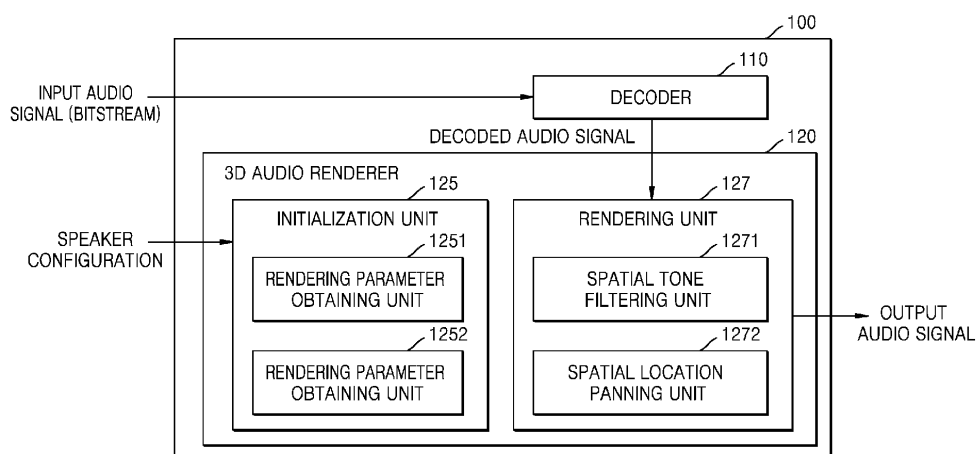 100
110
INPUT AUDIO
SIGNAL (BITSTREAM)
DECODER
DECODED AUDIO SIGNAL
120
3D AUDIO RENDERER
125
127
INITIALIZATION UNIT
RENDERING UNIT
SPEAKER
CONFIGURATION
1251
1271
RENDERING PARAMETER
OBTAINING UNIT
SPATIAL TONE
FILTERING UNIT
OUTPUT
AUDIO SIGNAL
1252
1272
RENDERING PARAMETER
OBTAINING UNIT
SPATIAL LOCATION
PANNING UNIT